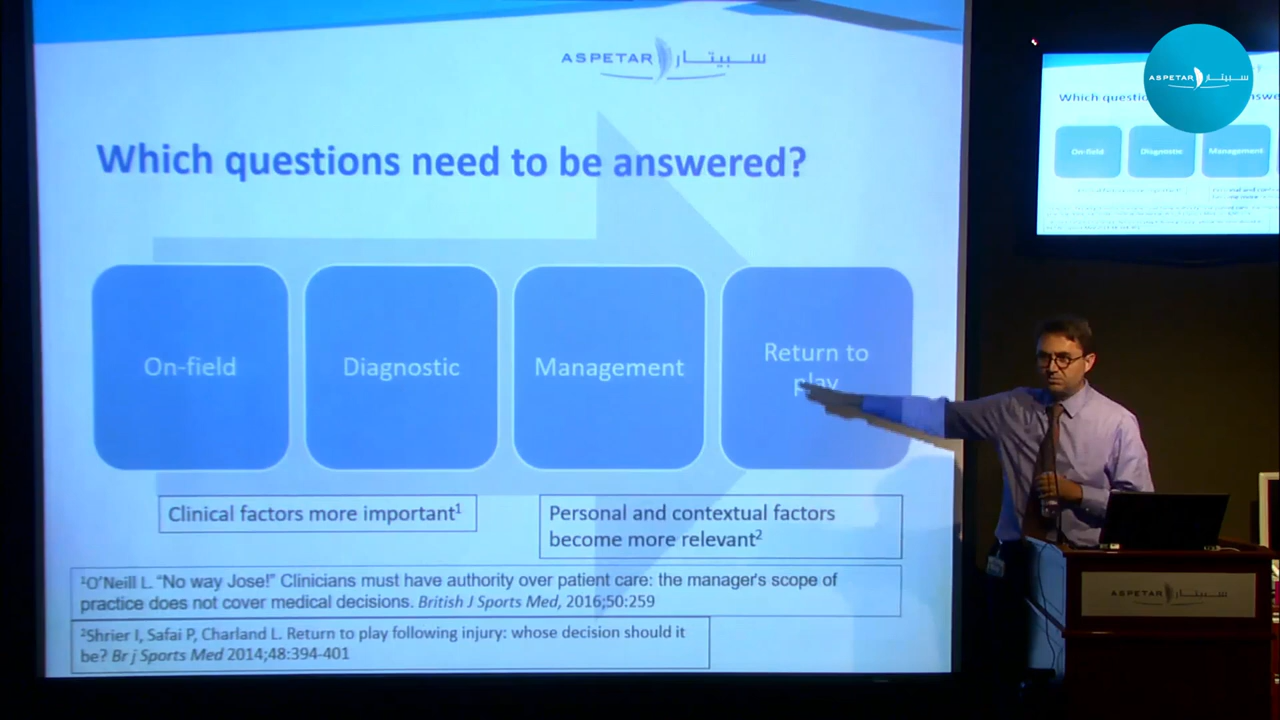 ASPETAR سبيتار
Which questions need to be answered?
On-field
Diagnostic
Management
Return to
play
Clinical factors more important¹
Personal and contextual factors
become more relevant²
¹O'Neill L. “No way Jose!” Clinicians must have authority over patient care: the manager's scope of
practice does not cover medical decisions. British J Sports Med, 2016;50:259
²Shrier I, Safai P, Charland L. Return to play following injury: whose decision should it
be? Br j Sports Med 2014;48:394-401
ASPETAR سبيتار
Which
On-field
Diagnostic
Management
ASPETAR سبيتار